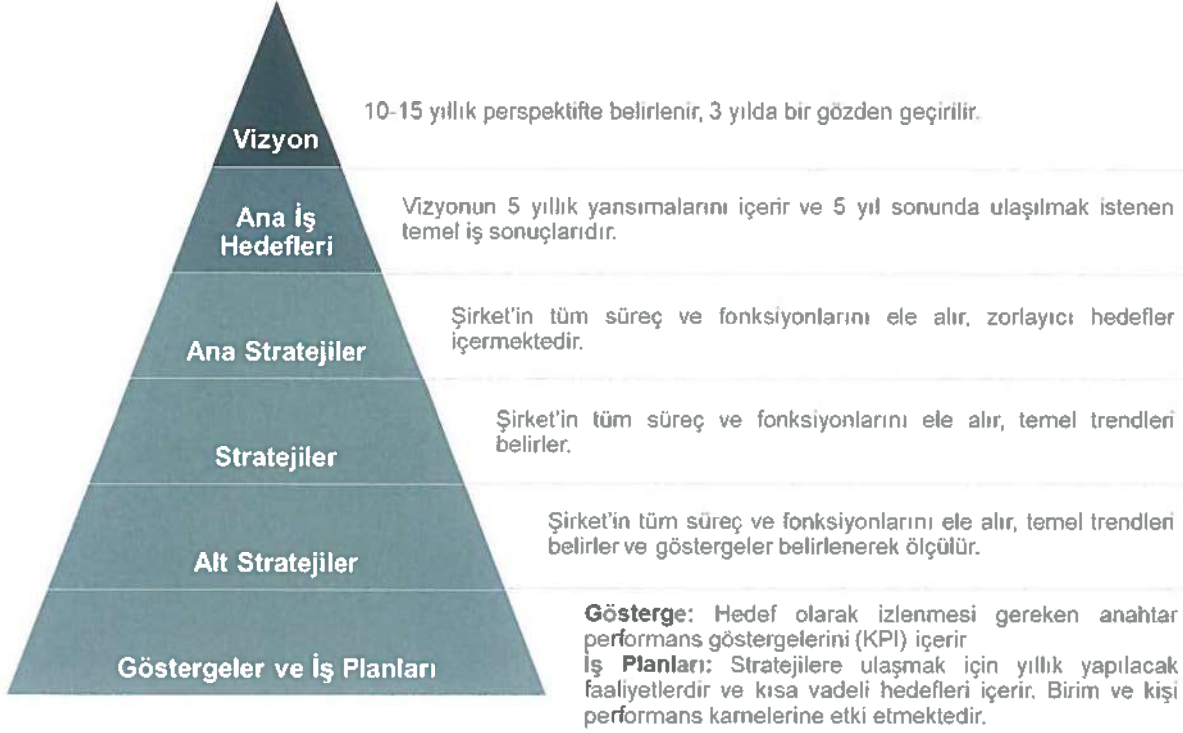 Vizyon
10-15 yıllık perspektifte belirlenir, 3 yılda bir gözden geçirilir.
Ana İş
Hedefleri
Vizyonun 5 yıllık yansımalarını içerir ve 5 yıl sonunda ulaşılmak istenen
temel iş sonuçlarıdır.
Ana Stratejiler
Şirket'in tüm süreç ve fonksiyonlarını ele alır, zorlayıcı hedefler
içermektedir.
Stratejiler
Şirket'in tüm süreç ve fonksiyonlarını ele alır, temel trendleri
belirler.
Alt Stratejiler
Şirket'in tüm süreç ve fonksiyonlarını ele alır, temel trendleri
belirler ve göstergeler belirlenerek ölçülür.
Göstergeler ve İş Planları
Gösterge: Hedef olarak izlenmesi gereken anahtar
performans göstergelerini (KPI) içerir
İş Planları: Stratejilere ulaşmak için yıllık yapılacak
faaliyetlerdir ve kısa vadeli hedefleri içerir. Birim ve kişi
performans karnelerine etki etmektedir.